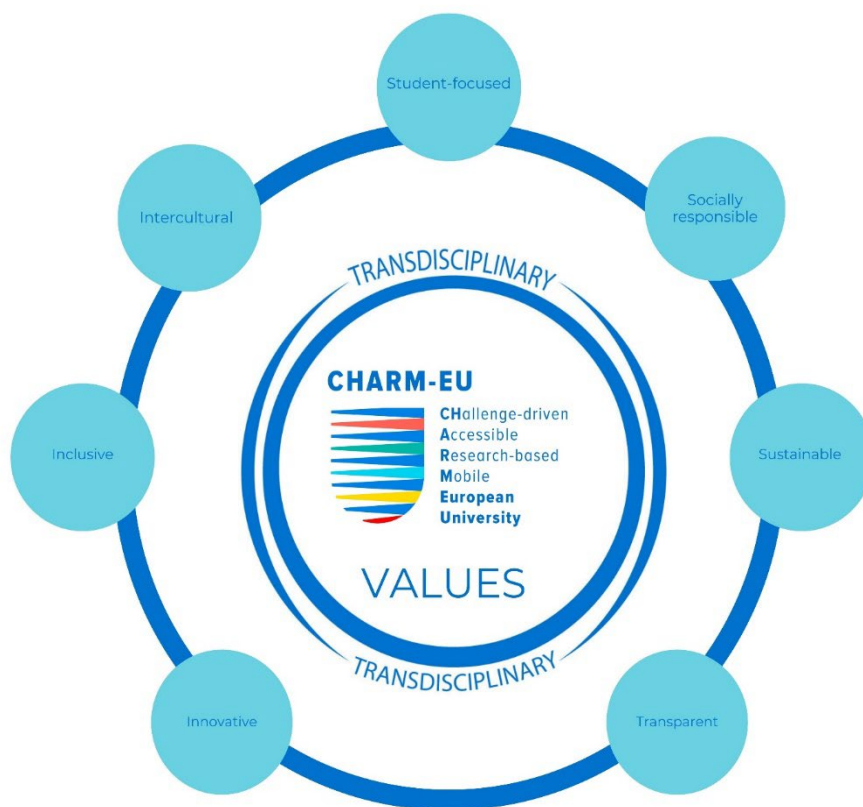 Student-focused
Intercultural
Socially
responsible
TRANSDISCIPLINARY
CHARM-EU
CHallenge-driven
Accessible
Research-based
Mobile
European
University
Inclusive
Sustainable
VALUES
TRANSDISCIPLINARY
Innovative
Transparent